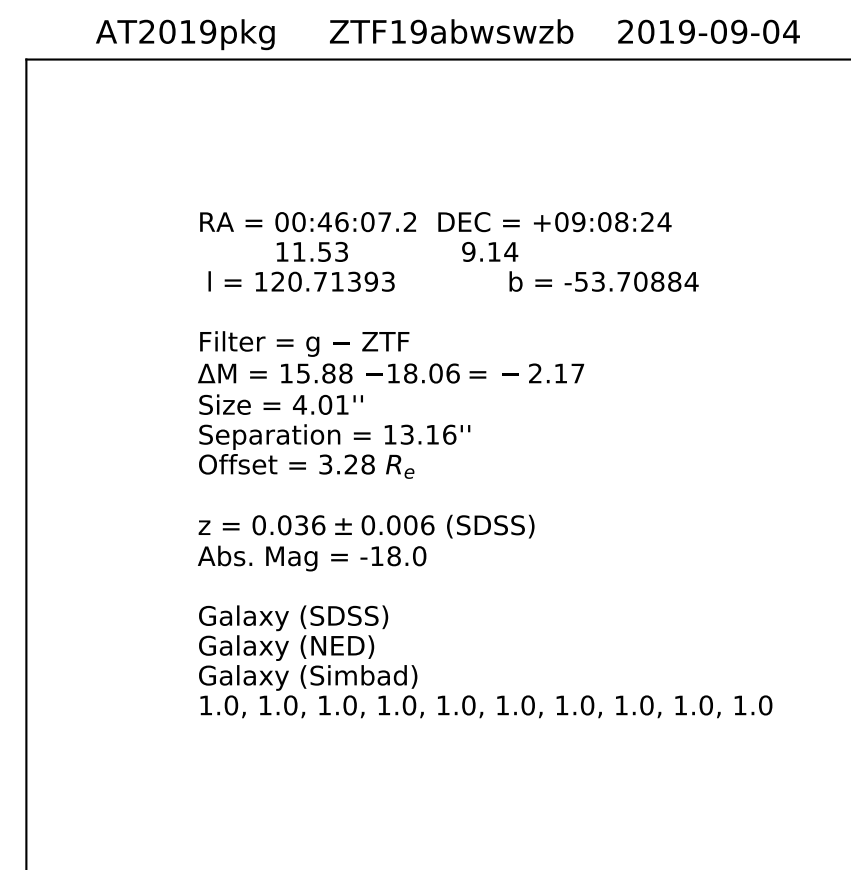 AT2019pkg ZTF19abwswzb 2019-09-04
RA = 00:46:07.2 DEC = +09:08:24
11.53 9.14
l = 120.71393 b = -53.70884
Filter = g − ZTF
ΔM = 15.88 −18.06 = − 2.17
Size = 4.01''
Separation = 13.16''
Offset = 3.28 Rₑ
z = 0.036 ± 0.006 (SDSS)
Abs. Mag = -18.0
Galaxy (SDSS)
Galaxy (NED)
Galaxy (Simbad)
1.0, 1.0, 1.0, 1.0, 1.0, 1.0, 1.0, 1.0, 1.0, 1.0